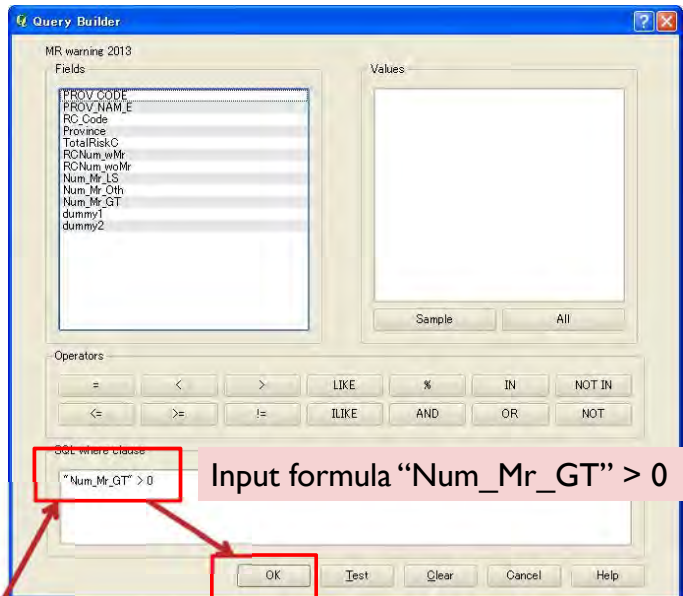 Query Builder
MR warning 2013
Fields
Values
PROV_CODE
PROV_NAM_E
RC_Code
Province
TotalRiskC
RCNum_wMr
RCNum_woMr
Num_Mr_LS
Num_Mr_Oth
Num_Mr_GT
dummy1
dummy2
Sample All
Operators
= < > LIKE % IN NOT IN
<= >= != ILIKE AND OR NOT
SQL where clause
"Num_Mr_GT" > 0
Input formula “Num_Mr_GT” > 0
OK Test Clear Cancel Help